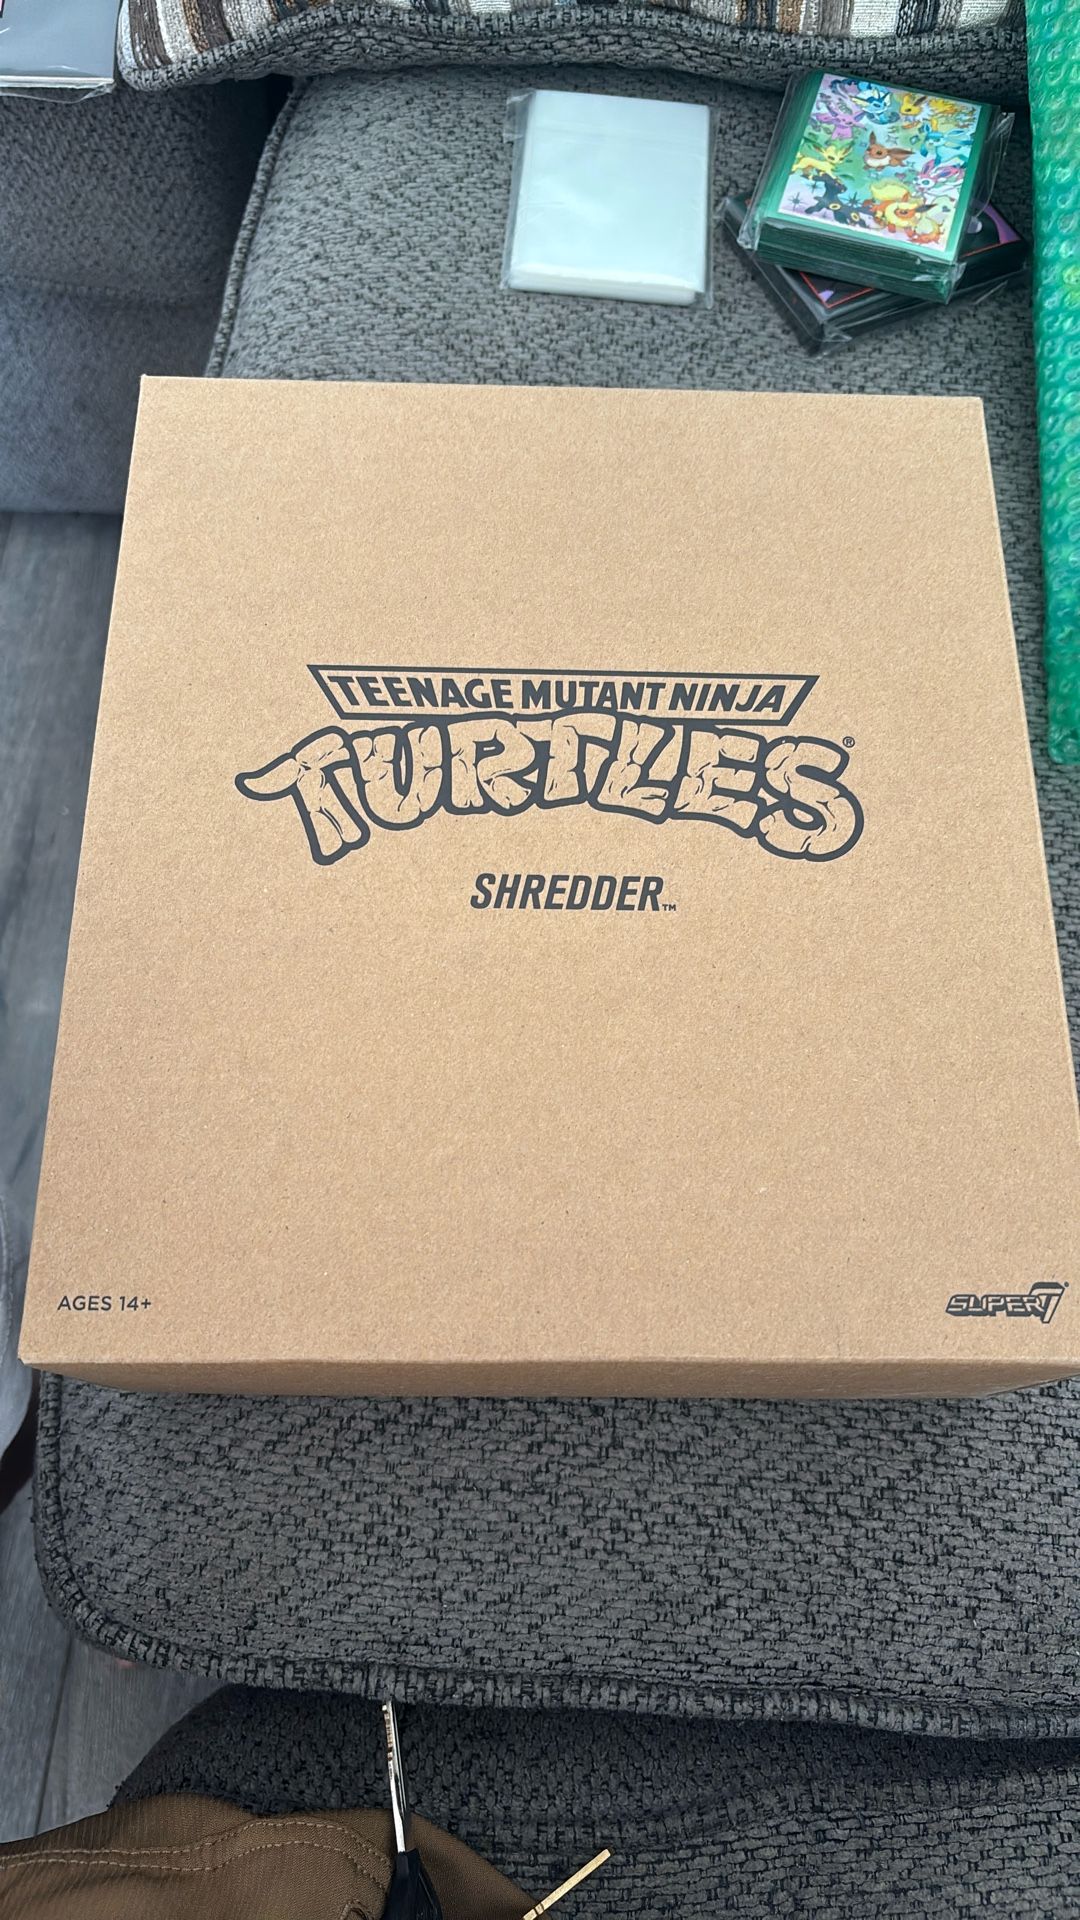 TEENAGE MUTANT NINJA
TURTLES®
SHREDDER™
AGES 14+
SUPER7®